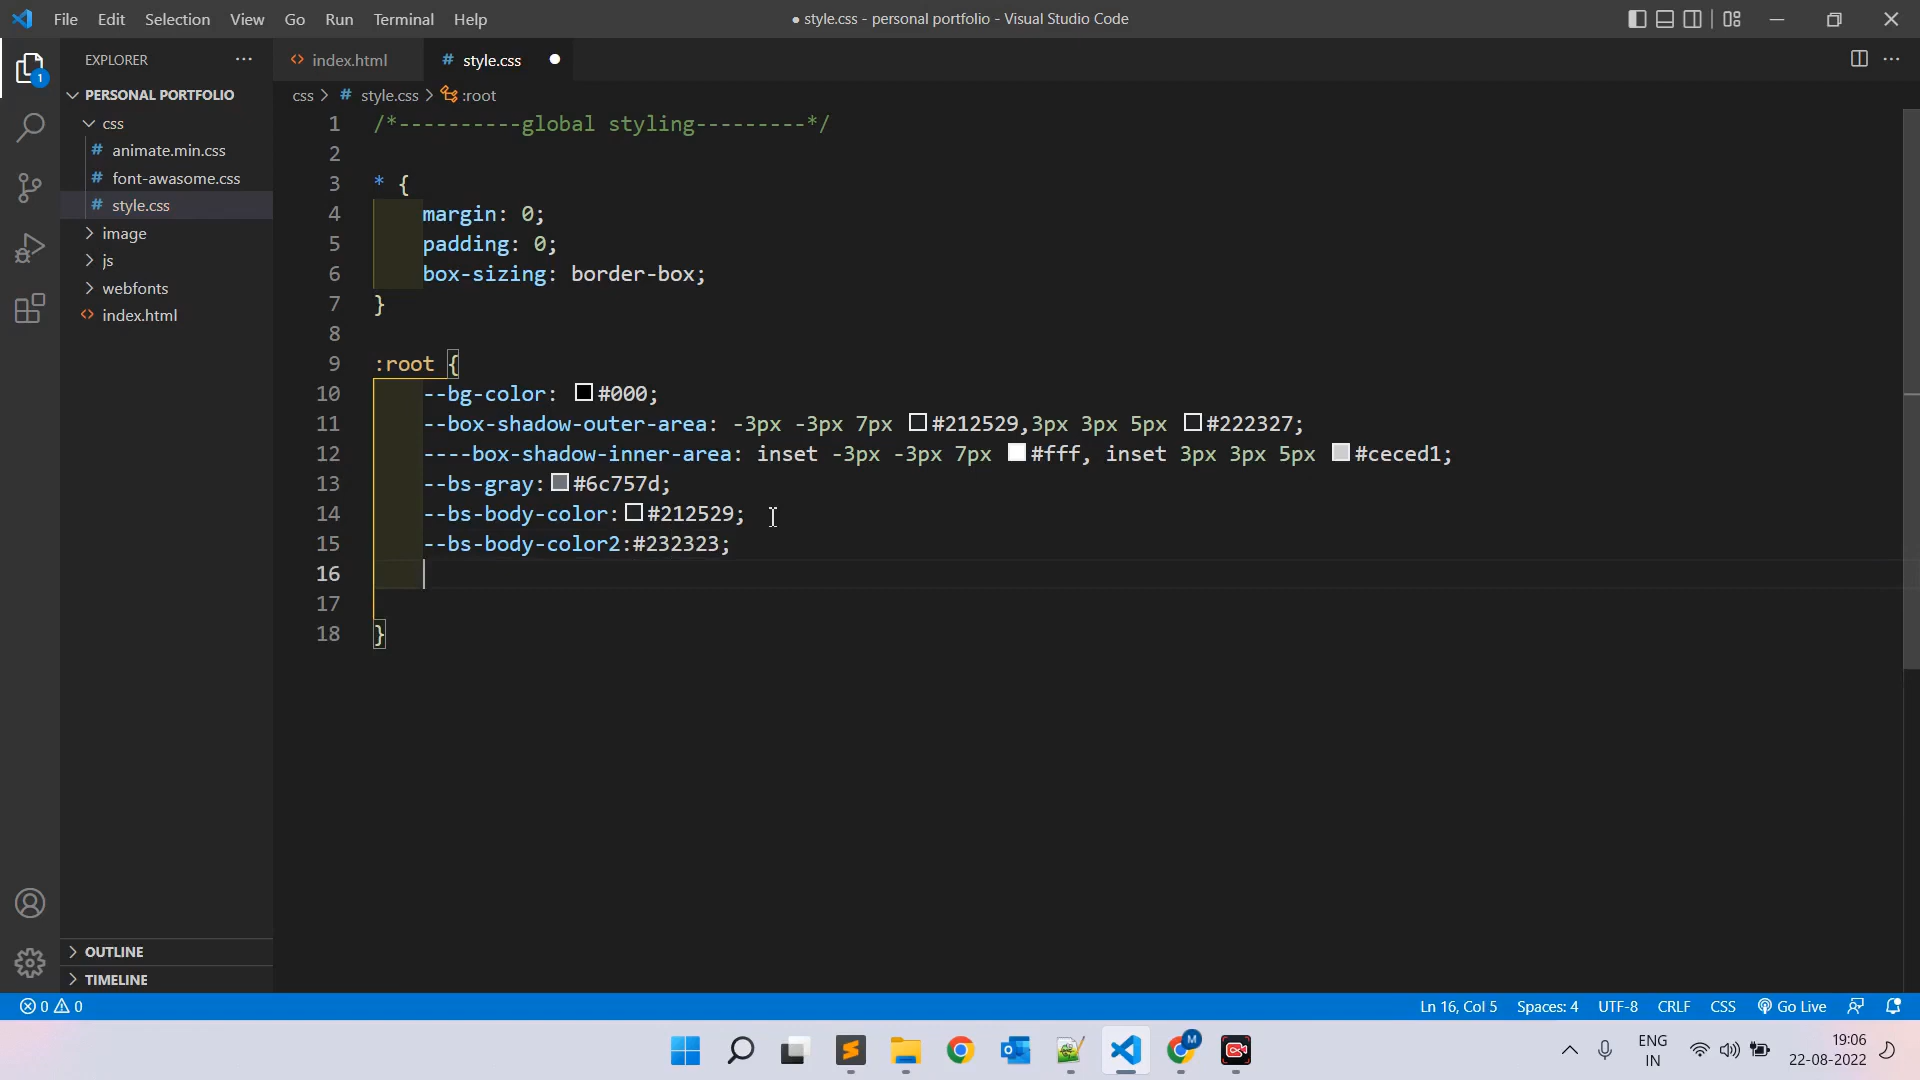 File Edit Selection View Go Run Terminal Help
● style.css - personal portfolio - Visual Studio Code
EXPLORER
index.html
style.css
1
PERSONAL PORTFOLIO
css
animate.min.css
font-awasome.css
style.css
image
js
webfonts
index.html
OUTLINE
TIMELINE
css > style.css > :root
1 /*----------global styling---------*/
2
3 * {
4 margin: 0;
5 padding: 0;
6 box-sizing: border-box;
7 }
8
9 :root {
10 --bg-color: #000;
11 --box-shadow-outer-area: -3px -3px 7px #212529,3px 3px 5px #222327;
12 ----box-shadow-inner-area: inset -3px -3px 7px #fff, inset 3px 3px 5px #ceced1;
13 --bs-gray:#6c757d;
14 --bs-body-color:#212529;
15 --bs-body-color2:#232323;
16
17
18 }
0 0
Ln 16, Col 5 Spaces: 4 UTF-8 CRLF CSS Go Live
M
ENG
IN
19:06
22-08-2022